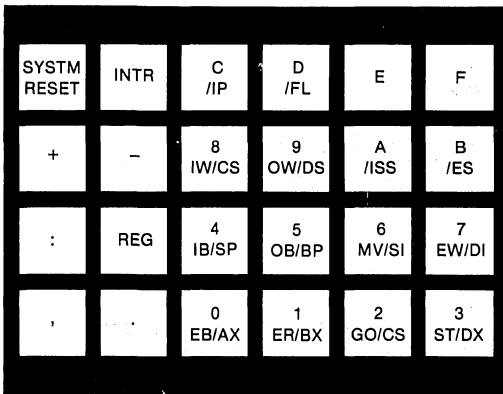 SYSTM
RESET
INTR
C
/IP
D
/FL
E
F
+
–
8
IW/CS
9
OW/DS
A
/ISS
B
/ES
:
REG
4
IB/SP
5
OB/BP
6
MV/SI
7
EW/DI
,
.
0
EB/AX
1
ER/BX
2
GO/CS
3
ST/DX